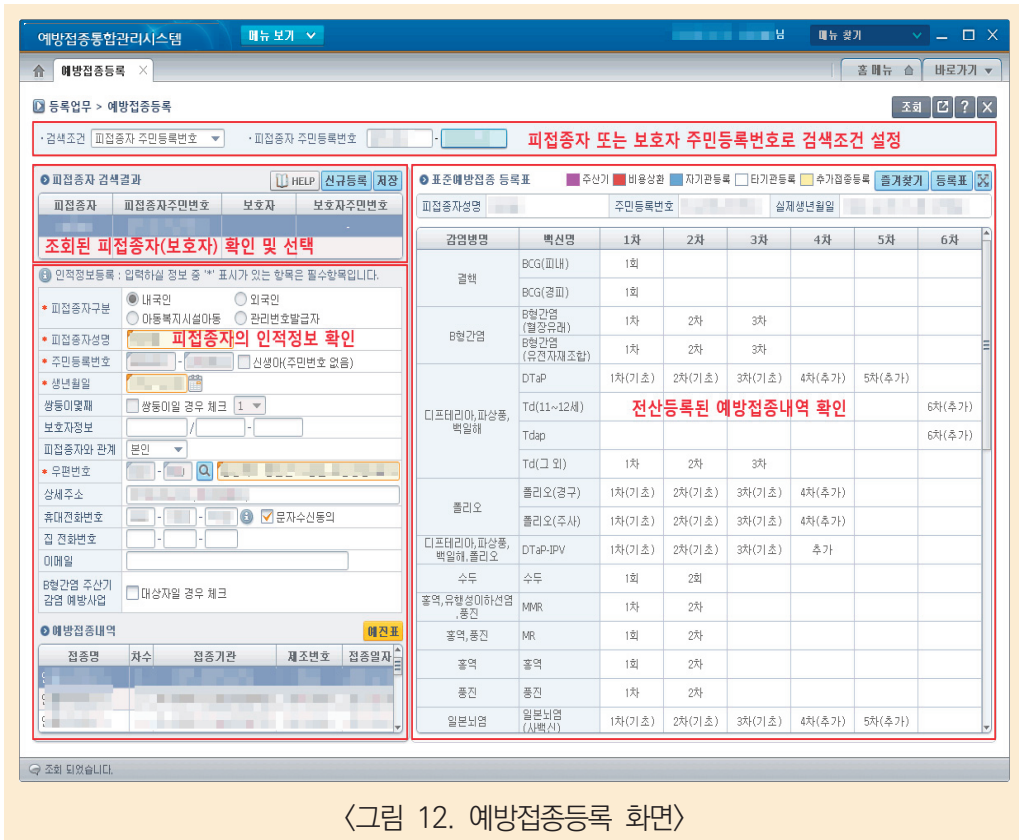 예방접종통합관리시스템 메뉴 보기 님 메뉴 찾기
예방접종등록 홈 메뉴 바로가기
등록업무 > 예방접종등록 조회 ?
·검색조건 피접종자 주민등록번호 ·피접종자 주민등록번호 - 피접종자 또는 보호자 주민등록번호로 검색조건 설정
피접종자 검색결과 HELP 신규등록 저장
피접종자 피접종자주민번호 보호자 보호자주민번호
-
조회된 피접종자(보호자) 확인 및 선택
인적정보등록 : 입력하실 정보 중 '*' 표시가 있는 항목은 필수항목입니다.
* 피접종자구분 내국인 외국인
아동복지시설아동 관리번호발급자
* 피접종자성명 피접종자의 인적정보 확인
* 주민등록번호 - 신생아(주민번호 없음)
* 생년월일
쌍둥이몇째 쌍둥이일 경우 체크 1
보호자정보 / -
피접종자와 관계 본인
* 우편번호 -
상세주소
휴대전화번호 - - 문자수신동의
집 전화번호 - -
이메일
B형간염 주산기
감염 예방사업 대상자일 경우 체크
예방접종내역 예진표
접종명 차수 접종기관 제조번호 접종일자
표준예방접종 등록표 주산기 비용상환 자기관등록 타기관등록 추가접종등록 즐겨찾기 등록표
피접종자성명 주민등록번호 실제생년월일
감염병명 백신명 1차 2차 3차 4차 5차 6차
결핵 BCG(피내) 1회
BCG(경피) 1회
B형간염 B형간염
(혈장유래) 1차 2차 3차
B형간염
(유전자재조합) 1차 2차 3차
디프테리아,파상풍,
백일해 DTaP 1차(기초) 2차(기초) 3차(기초) 4차(추가) 5차(추가)
Td(11~12세) 전산등록된 예방접종내역 확인 6차(추가)
Tdap 6차(추가)
Td(그 외) 1차 2차 3차
폴리오 폴리오(경구) 1차(기초) 2차(기초) 3차(기초) 4차(추가)
폴리오(주사) 1차(기초) 2차(기초) 3차(기초) 4차(추가)
디프테리아,파상풍,
백일해,폴리오 DTaP-IPV 1차(기초) 2차(기초) 3차(기초) 추가
수두 수두 1회 2회
홍역,유행성이하선염
,풍진 MMR 1차 2차
홍역,풍진 MR 1회 2차
홍역 홍역 1회 2차
풍진 풍진 1차 2차
일본뇌염 일본뇌염
(사백신) 1차(기초) 2차(기초) 3차(기초) 4차(추가) 5차(추가)
조회 되었습니다.
〈그림 12. 예방접종등록 화면〉